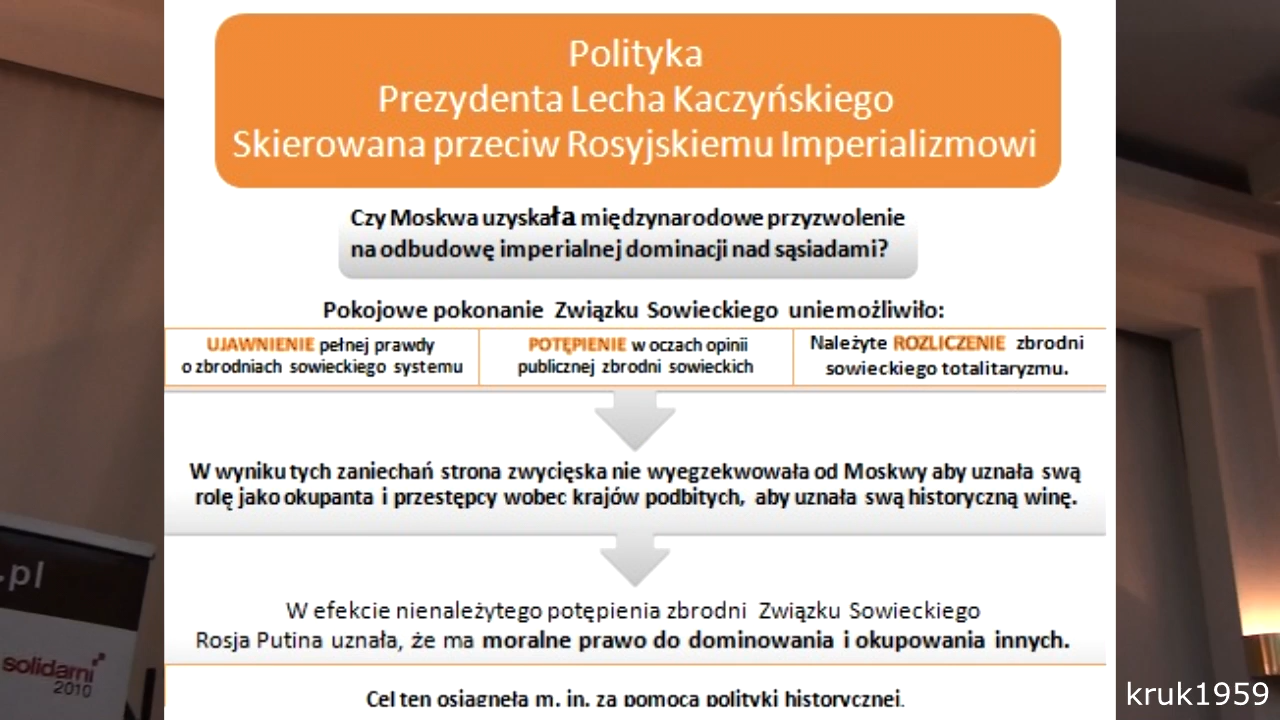 Polityka
Prezydenta Lecha Kaczyńskiego
Skierowana przeciw Rosyjskiemu Imperializmowi
Czy Moskwa uzyskała międzynarodowe przyzwolenie
na odbudowę imperialnej dominacji nad sąsiadami?
Pokojowe pokonanie Związku Sowieckiego uniemożliwiło:
UJAWNIENIE pełnej prawdy
o zbrodniach sowieckiego systemu
POTĘPIENIE w oczach opinii
publicznej zbrodni sowieckich
Należyte ROZLICZENIE zbrodni
sowieckiego totalitaryzmu.
W wyniku tych zaniechań strona zwycięska nie wyegzekwowała od Moskwy aby uznała swą
rolę jako okupanta i przestępcy wobec krajów podbitych, aby uznała swą historyczną winę.
W efekcie nienależytego potępienia zbrodni Związku Sowieckiego
Rosja Putina uznała, że ma moralne prawo do dominowania i okupowania innych.
Cel ten osiągnęła m. in. za pomocą polityki historycznej.
.pl
solidarni
2010
kruk1959